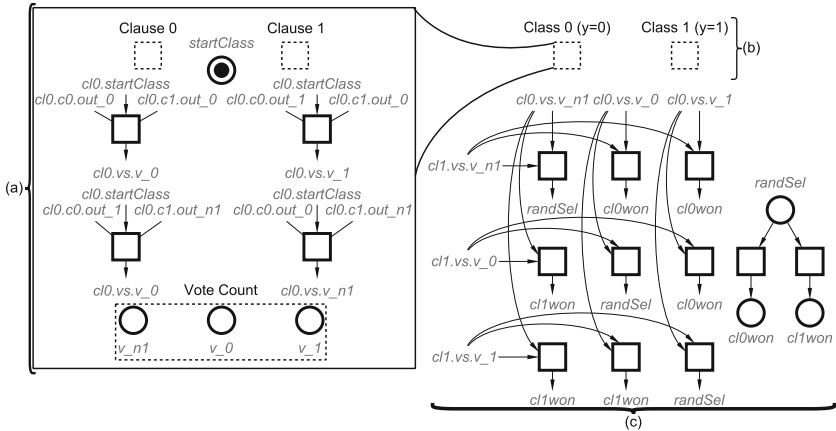 Clause 0
Clause 1
startClass
cl0.startClass
cl0.startClass
cl0.c0.out_0
cl0.c1.out_0
cl0.c0.out_1
cl0.c1.out_0
cl0.vs.v_0
cl0.vs.v_1
cl0.startClass
cl0.startClass
cl0.c0.out_1
cl0.c1.out_n1
cl0.c0.out_0
cl0.c1.out_n1
cl0.vs.v_0
cl0.vs.v_n1
Vote Count
v_n1
v_0
v_1
(a)
Class 0 (y=0)
Class 1 (y=1)
(b)
cl0.vs.v_n1
cl0.vs.v_0
cl0.vs.v_1
cl1.vs.v_n1
randSel
cl0won
cl0won
cl1.vs.v_0
cl1won
randSel
cl0won
cl1.vs.v_1
cl1won
cl1won
randSel
randSel
cl0won
cl1won
(c)